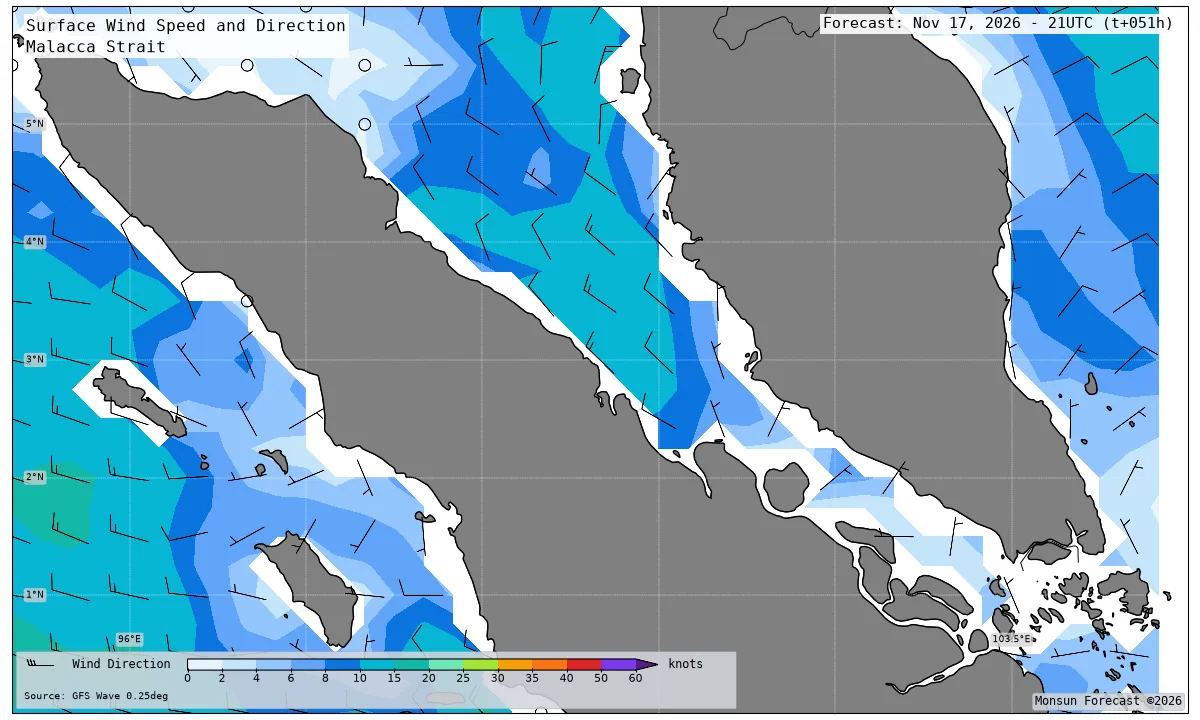 Surface Wind Speed and Direction
Malacca Strait
Forecast: Nov 17, 2026 - 21UTC (t+051h)
5°N
4°N
3°N
2°N
1°N
96°E
103.5°E
Wind Direction
knots
0 2 4 6 8 10 15 20 25 30 35 40 50 60
Source: GFS Wave 0.25deg
Monsun Forecast ©2026